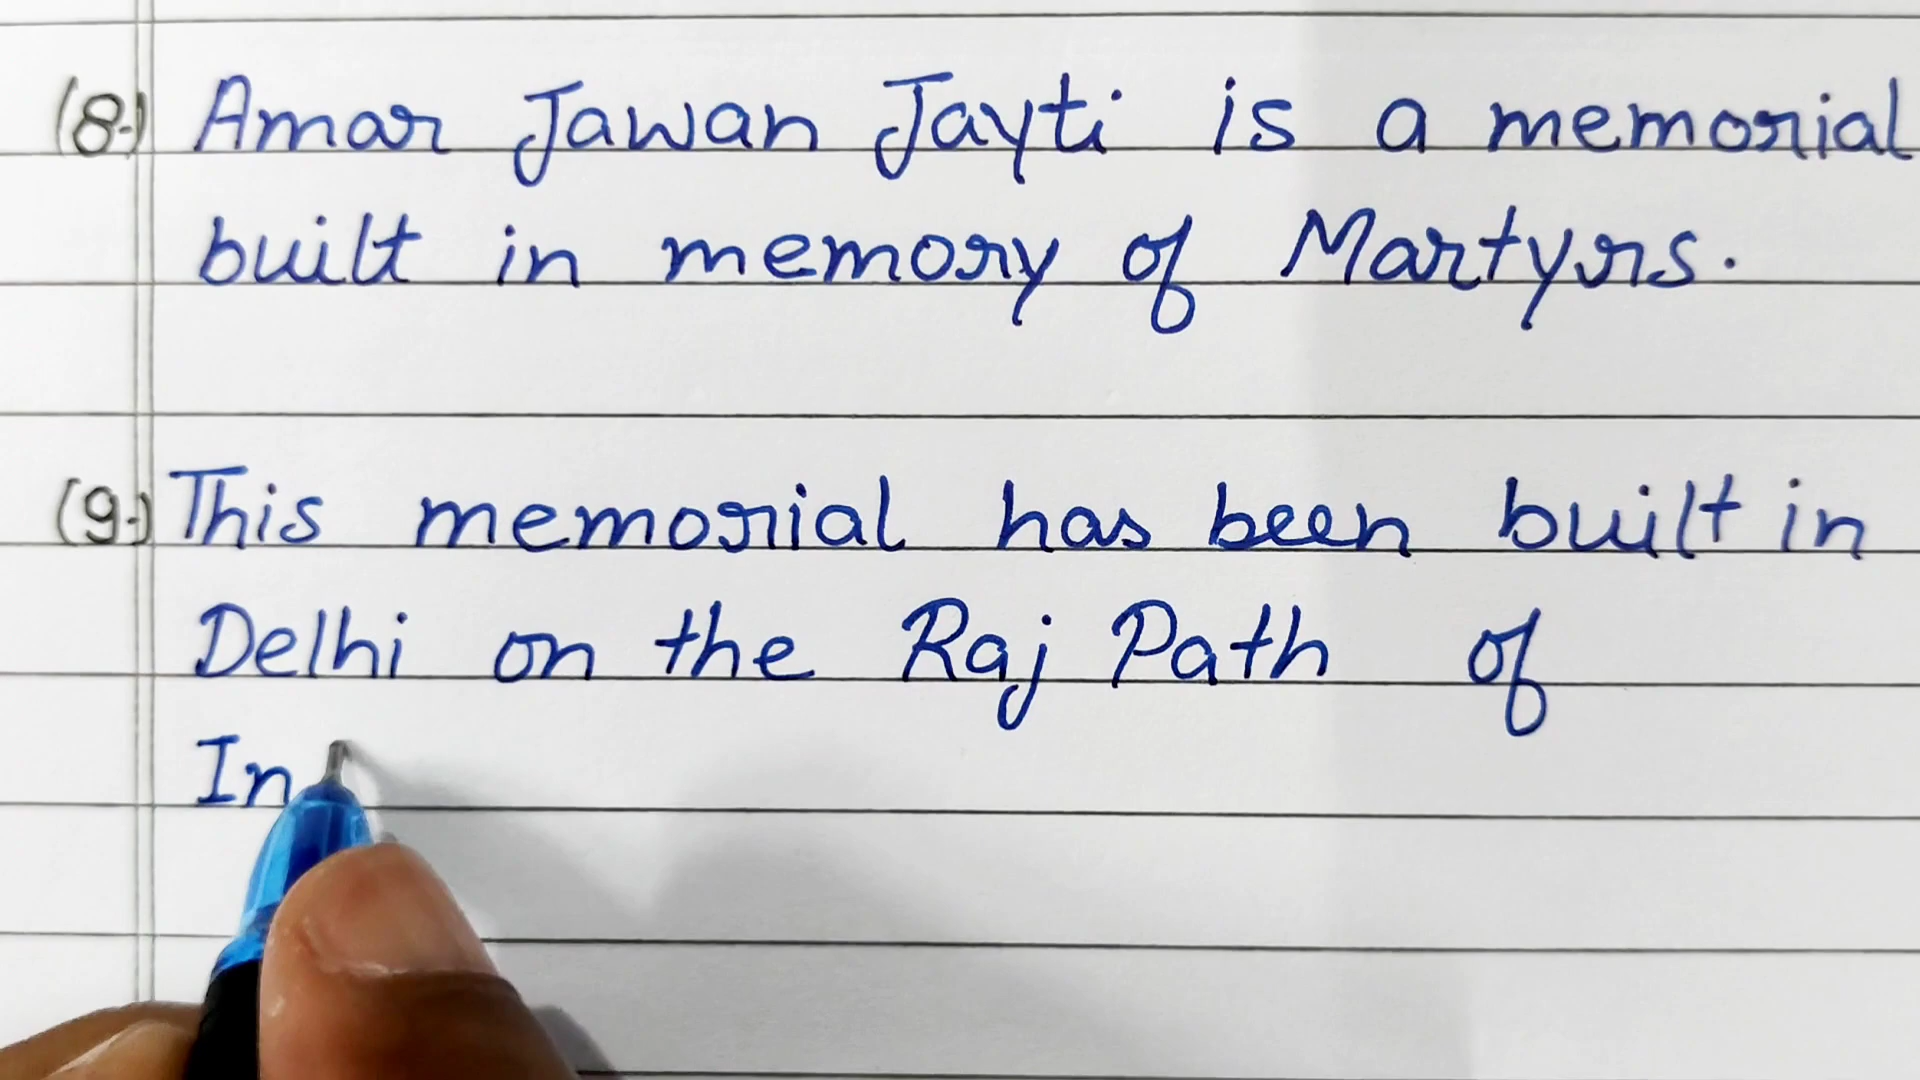 (8.) Amar Jawan Jayti is a memorial
built in memory of Martyrs.
(9.) This memorial has been built in
Delhi on the Raj Path of
In